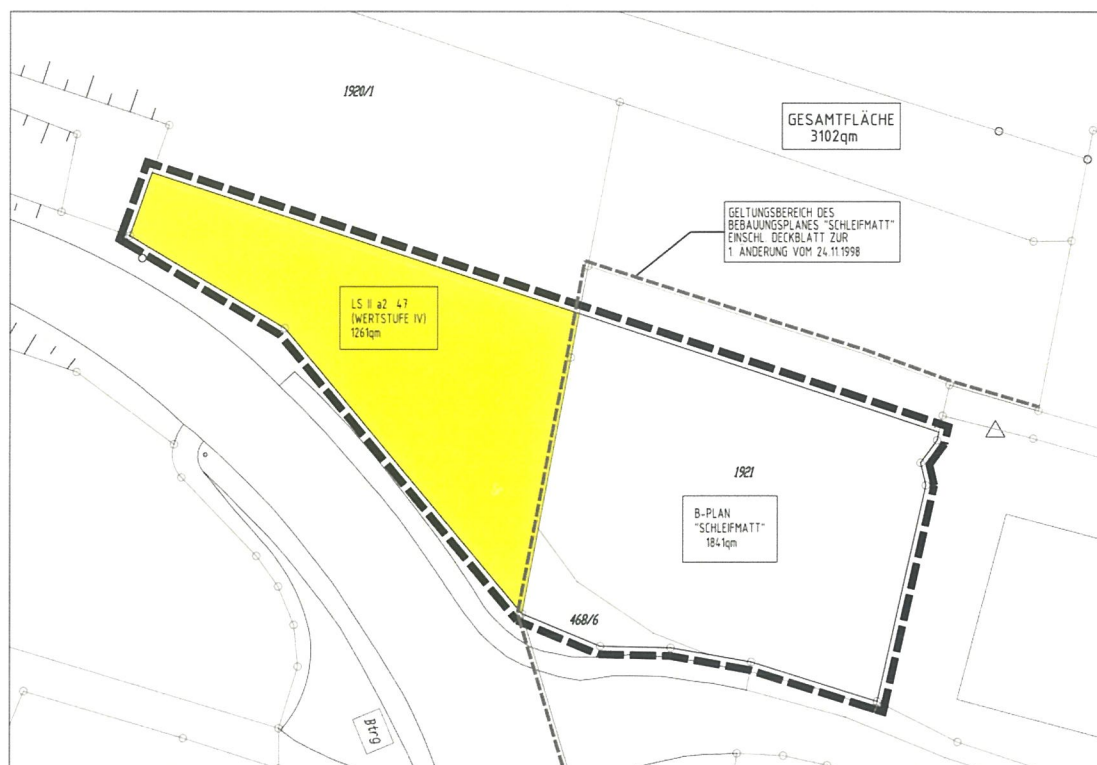 1920/1
GESAMTFLÄCHE
3102qm
GELTUNGSBEREICH DES
BEBAUUNGSPLANES "SCHLEIFMATT"
EINSCHL. DECKBLATT ZUR
1. ÄNDERUNG VOM 24.11.1998
LS II a2 47
(WERTSTUFE IV)
1261qm
1921
B-PLAN
"SCHLEIFMATT"
1841qm
468/6
Btrg